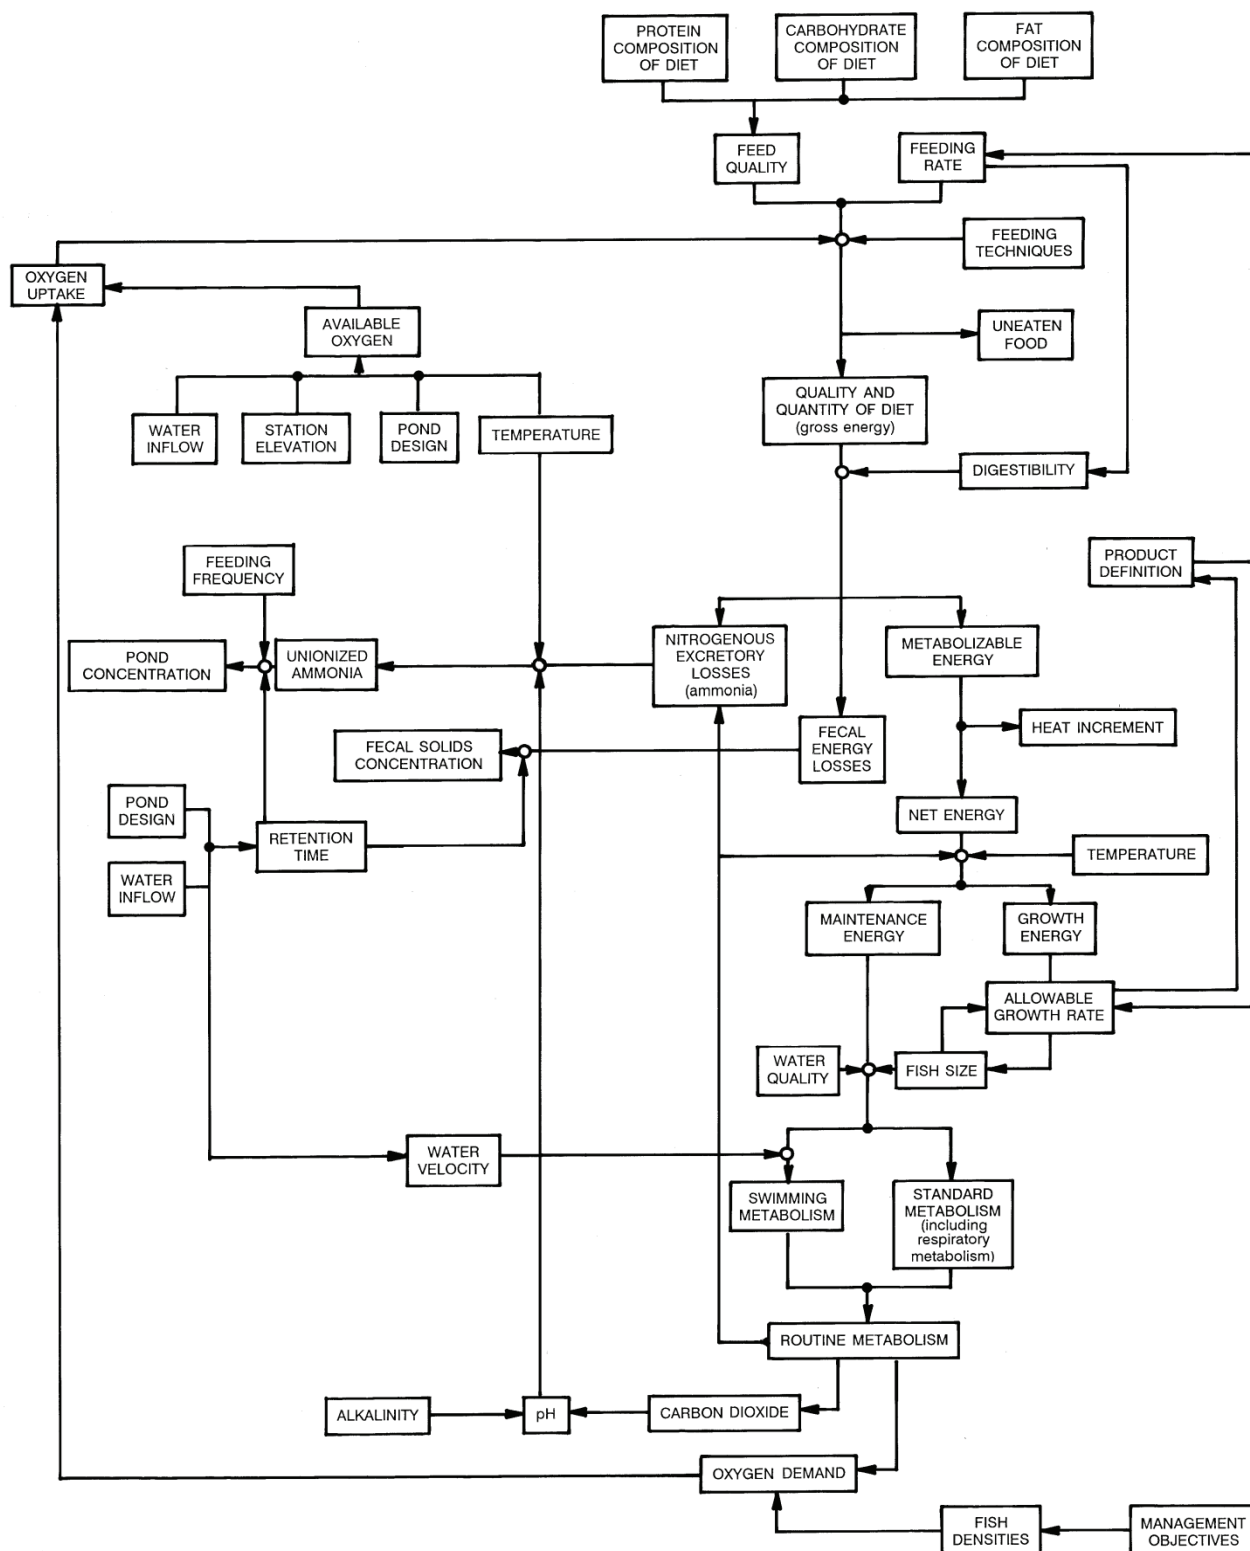 PROTEIN
COMPOSITION
OF DIET
CARBOHYDRATE
COMPOSITION
OF DIET
FAT
COMPOSITION
OF DIET
FEED
QUALITY
FEEDING
RATE
FEEDING
TECHNIQUES
OXYGEN
UPTAKE
AVAILABLE
OXYGEN
UNEATEN
FOOD
WATER
INFLOW
STATION
ELEVATION
POND
DESIGN
TEMPERATURE
QUALITY AND
QUANTITY OF DIET
(gross energy)
DIGESTIBILITY
FEEDING
FREQUENCY
PRODUCT
DEFINITION
POND
CONCENTRATION
UNIONIZED
AMMONIA
NITROGENOUS
EXCRETORY
LOSSES
(ammonia)
METABOLIZABLE
ENERGY
FECAL SOLIDS
CONCENTRATION
FECAL
ENERGY
LOSSES
HEAT INCREMENT
POND
DESIGN
RETENTION
TIME
NET ENERGY
WATER
INFLOW
TEMPERATURE
MAINTENANCE
ENERGY
GROWTH
ENERGY
ALLOWABLE
GROWTH RATE
WATER
QUALITY
FISH SIZE
WATER
VELOCITY
SWIMMING
METABOLISM
STANDARD
METABOLISM
(including
respiratory
metabolism)
ROUTINE METABOLISM
ALKALINITY
pH
CARBON DIOXIDE
OXYGEN DEMAND
FISH
DENSITIES
MANAGEMENT
OBJECTIVES